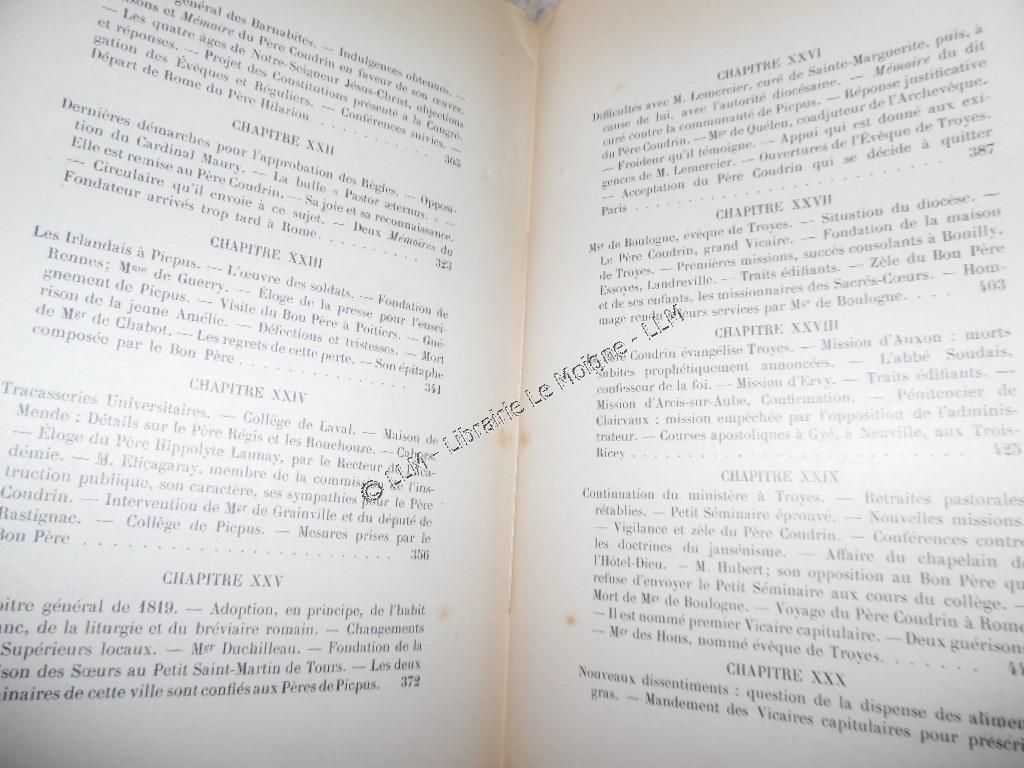 général des Barnabites. — Indulgences obtenues. —
et Mémoire du Père Coudrin en faveur de son œuvre.
— Les quatre âges de Notre-Seigneur Jésus-Christ, objections
et réponses. — Projet des Constitutions présenté à la Congré-
gation des Évêques et Réguliers. — Conférences suivies. —
Départ de Rome du Père Hilarion. . . . . . . . . . . . 305
CHAPITRE XXII
Dernières démarches pour l'approbation des Règles. — Opposi-
tion du Cardinal Maury. — La bulle « Pastor æternus. » —
Elle est remise au Père Coudrin. — Sa joie et sa reconnaissance.
— Circulaire qu'il envoie à ce sujet. — Deux Mémoires du
Fondateur arrivés trop tard à Rome. . . . . . . . . . 323
CHAPITRE XXIII
Les Irlandais à Picpus. — L'œuvre des soldats. — Fondation de
Rennes; Mme de Guerry. — Éloge de la presse pour l'ensei-
gnement de Picpus. — Visite du Bon Père à Poitiers. — Gué-
rison de la jeune Amélie. — Défections et tristesses. — Mort
de Mgr de Chabot. — Les regrets de cette perte. — Son épitaphe
composée par le Bon Père . . . . . . . . . . . . . . 341
CHAPITRE XXIV
Tracasseries Universitaires. — Collège de Laval. — Maison de
Mende : Détails sur le Père Régis et les Rouchouze. — Cahors
— Éloge du Père Hippolyte Launay, par le Recteur de l'Aca-
démie. — M. Eliçagaray, membre de la commission de l'ins-
truction publique, son caractère, ses sympathies pour le Père
Coudrin. — Intervention de Mgr de Grainville et du député de
Rastignac. — Collège de Picpus. — Mesures prises par le
Bon Père . . . . . . . . . . . . . . . . . . . . 356
CHAPITRE XXV
pitre général de 1819. — Adoption, en principe, de l'habit
anc, de la liturgie et du bréviaire romain. — Changements
Supérieurs locaux. — Mgr Duchilleau. — Fondation de la
ison des Sœurs au Petit Saint-Martin de Tours. — Les deux
minaires de cette ville sont confiés aux Pères de Picpus. 372
CHAPITRE XXVI
Difficultés avec M. Lemercier, curé de Sainte-Marguerite, puis, à
cause de lui, avec l'autorité diocésaine. — Mémoire du dit
curé contre la communauté de Picpus. — Réponse justificative
du Père Coudrin. — Mgr de Quélen, coadjuteur de l'Archevêque.
— Froideur qu'il témoigne. — Appui qui est donné aux exi-
gences de M. Lemercier. — Ouvertures de l'Évêque de Troyes.
— Acceptation du Père Coudrin qui se décide à quitter
Paris . . . . . . . . . . . . . . . . . . . . . . 387
CHAPITRE XXVII
Mgr de Boulogne, évêque de Troyes. — Situation du diocèse. —
Le Père Coudrin, grand Vicaire. — Fondation de la maison
de Troyes. — Premières missions, succès consolants à Bouilly,
Essoyes, Landreville. — Traits édifiants. — Zèle du Bon Père
et de ses enfants, les missionnaires des Sacrés-Cœurs. — Hom-
mage rendu à leurs services par Mgr de Boulogne. . . . . 403
CHAPITRE XXVIII
Père Coudrin évangélise Troyes. — Mission d'Auxon : morts
subites prophétiquement annoncées. — L'abbé Soudais,
confesseur de la foi. — Mission d'Ervy. — Traits édifiants. —
Mission d'Arcis-sur-Aube, Confirmation. — Pénitencier de
Clairvaux : mission empêchée par l'opposition de l'adminis-
trateur. — Courses apostoliques à Gyé, à Neuville, aux Trois-
Ricey . . . . . . . . . . . . . . . . . . . . . 425
CHAPITRE XXIX
Continuation du ministère à Troyes. — Retraites pastorales
rétablies. — Petit Séminaire éprouvé. — Nouvelles missions.
— Vigilance et zèle du Père Coudrin. — Conférences contre
les doctrines du jansénisme. — Affaire du chapelain de
l'Hôtel-Dieu. — M. Hubert; son opposition au Bon Père qu
refuse d'envoyer le Petit Séminaire aux cours du collège. —
Mort de Mgr de Boulogne. — Voyage du Père Coudrin à Rome
— Il est nommé premier Vicaire capitulaire. — Deux guérisons
— Mgr des Hons, nommé évêque de Troyes. . . . . . . . 44
CHAPITRE XXX
Nouveaux dissentiments : question de la dispense des alimen
gras. — Mandement des Vicaires capitulaires pour prescri
© LLM - Librairie Le Moigne - LLM